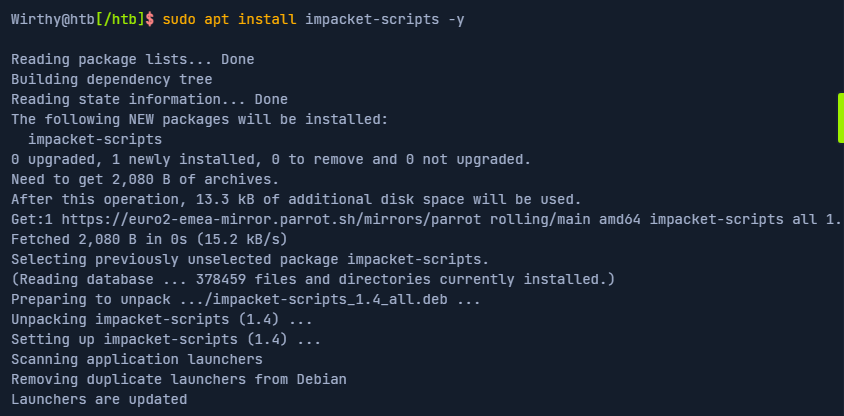 Wirthy@htb[/htb]$ sudo apt install impacket-scripts -y
Reading package lists... Done
Building dependency tree
Reading state information... Done
The following NEW packages will be installed:
impacket-scripts
0 upgraded, 1 newly installed, 0 to remove and 0 not upgraded.
Need to get 2,080 B of archives.
After this operation, 13.3 kB of additional disk space will be used.
Get:1 https://euro2-emea-mirror.parrot.sh/mirrors/parrot rolling/main amd64 impacket-scripts all 1.
Fetched 2,080 B in 0s (15.2 kB/s)
Selecting previously unselected package impacket-scripts.
(Reading database ... 378459 files and directories currently installed.)
Preparing to unpack .../impacket-scripts_1.4_all.deb ...
Unpacking impacket-scripts (1.4) ...
Setting up impacket-scripts (1.4) ...
Scanning application launchers
Removing duplicate launchers from Debian
Launchers are updated